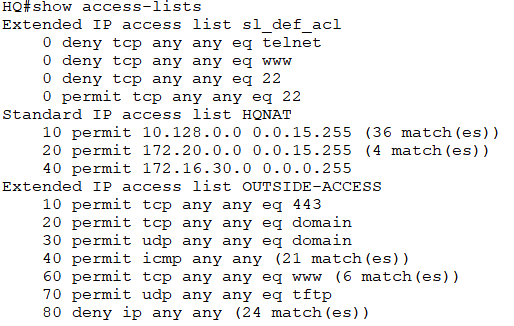 HQ#show access-lists
Extended IP access list sl_def_acl
0 deny tcp any any eq telnet
0 deny tcp any any eq www
0 deny tcp any any eq 22
0 permit tcp any any eq 22
Standard IP access list HQNAT
10 permit 10.128.0.0 0.0.15.255 (36 match(es))
20 permit 172.20.0.0 0.0.15.255 (4 match(es))
40 permit 172.16.30.0 0.0.0.255
Extended IP access list OUTSIDE-ACCESS
10 permit tcp any any eq 443
20 permit tcp any any eq domain
30 permit udp any any eq domain
40 permit icmp any any (21 match(es))
60 permit tcp any any eq www (6 match(es))
70 permit udp any any eq tftp
80 deny ip any any (24 match(es))